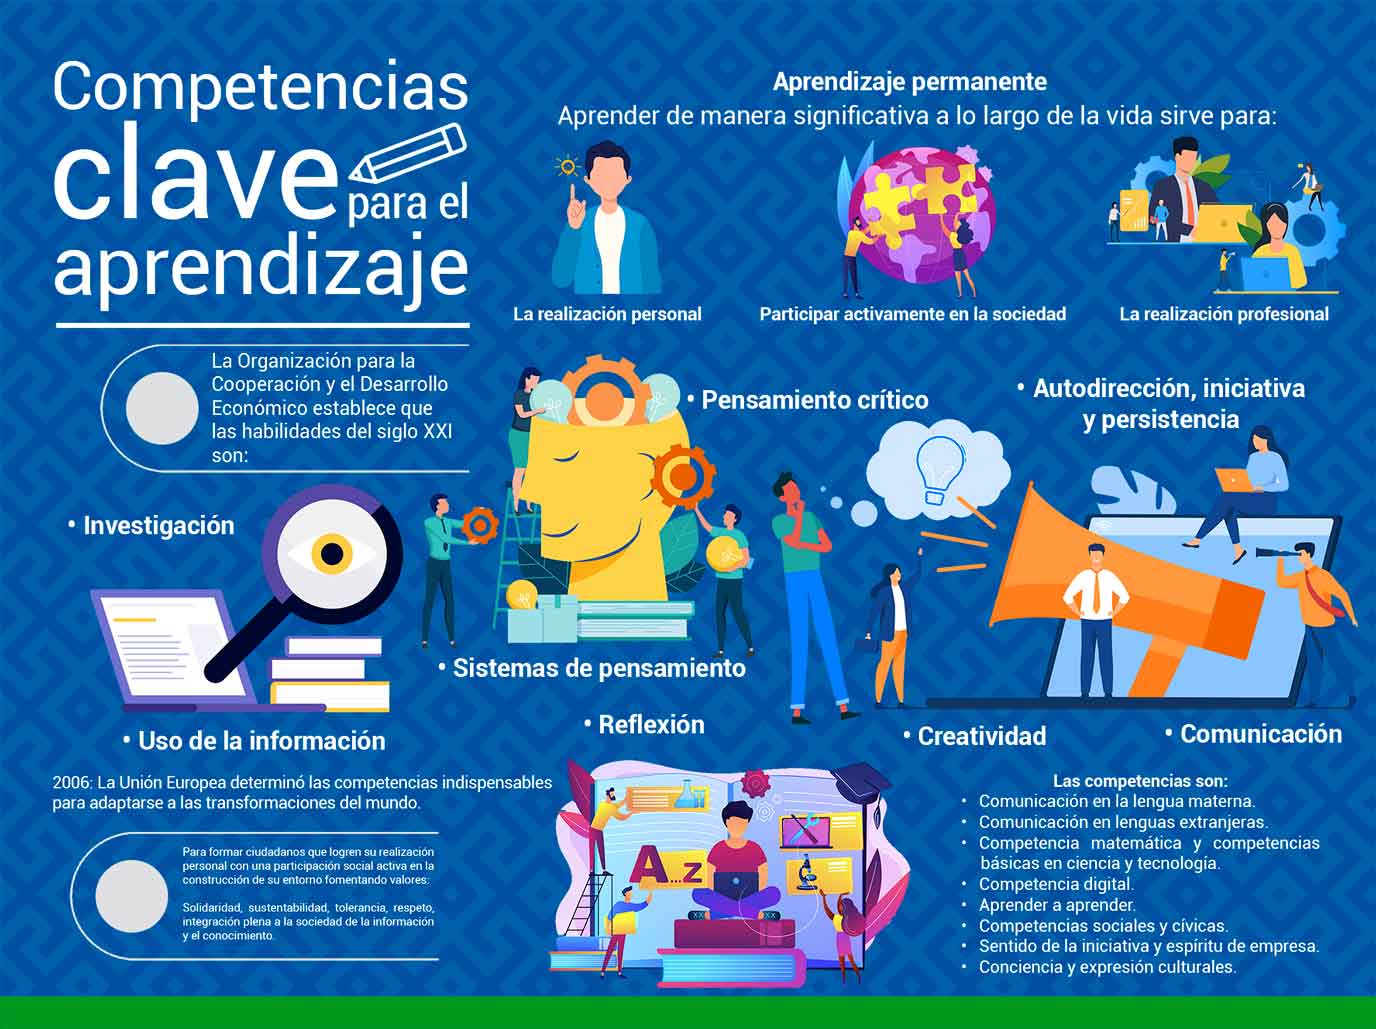 Competencias
clave
para el
aprendizaje
Aprendizaje permanente
Aprender de manera significativa a lo largo de la vida sirve para:
La realización personal
Participar activamente en la sociedad
La realización profesional
La Organización para la
Cooperación y el Desarrollo
Económico establece que
las habilidades del siglo XXI
son:
• Pensamiento crítico
• Autodirección, iniciativa
y persistencia
• Investigación
• Sistemas de pensamiento
• Reflexión
• Uso de la información
• Creatividad
• Comunicación
2006: La Unión Europea determinó las competencias indispensables
para adaptarse a las transformaciones del mundo.
Para formar ciudadanos que logren su realización
personal con una participación social activa en la
construcción de su entorno fomentando valores:
Solidaridad, sustentabilidad, tolerancia, respeto,
integración plena a la sociedad de la información
y el conocimiento.
A...z
Las competencias son:
• Comunicación en la lengua materna.
• Comunicación en lenguas extranjeras.
• Competencia matemática y competencias
básicas en ciencia y tecnología.
• Competencia digital.
• Aprender a aprender.
• Competencias sociales y cívicas.
• Sentido de la iniciativa y espíritu de empresa.
• Conciencia y expresión culturales.